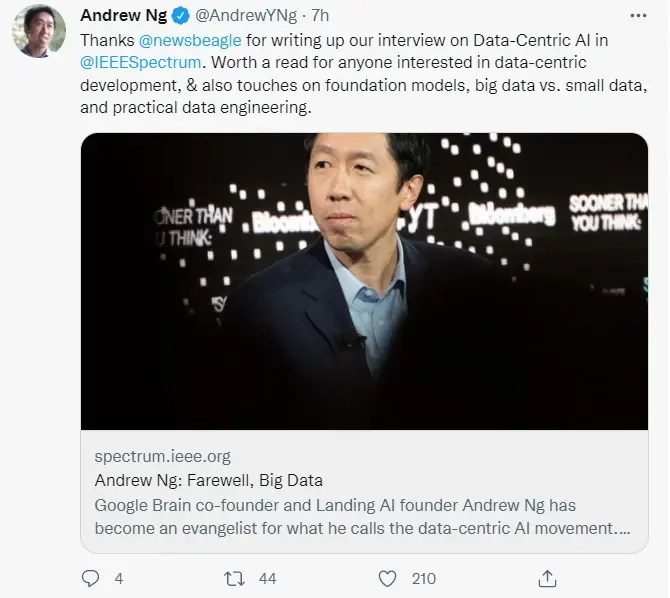 Andrew Ng @AndrewYNg · 7h
Thanks @newsbeagle for writing up our interview on Data-Centric AI in
@IEEESpectrum. Worth a read for anyone interested in data-centric
development, & also touches on foundation models, big data vs. small data,
and practical data engineering.
SOONER THA
YOU THINK:
ONER THAN
U THINK:
Bloomb
Bloomberg
spectrum.ieee.org
Andrew Ng: Farewell, Big Data
Google Brain co-founder and Landing AI founder Andrew Ng has
become an evangelist for what he calls the data-centric AI movement....
4 44 210